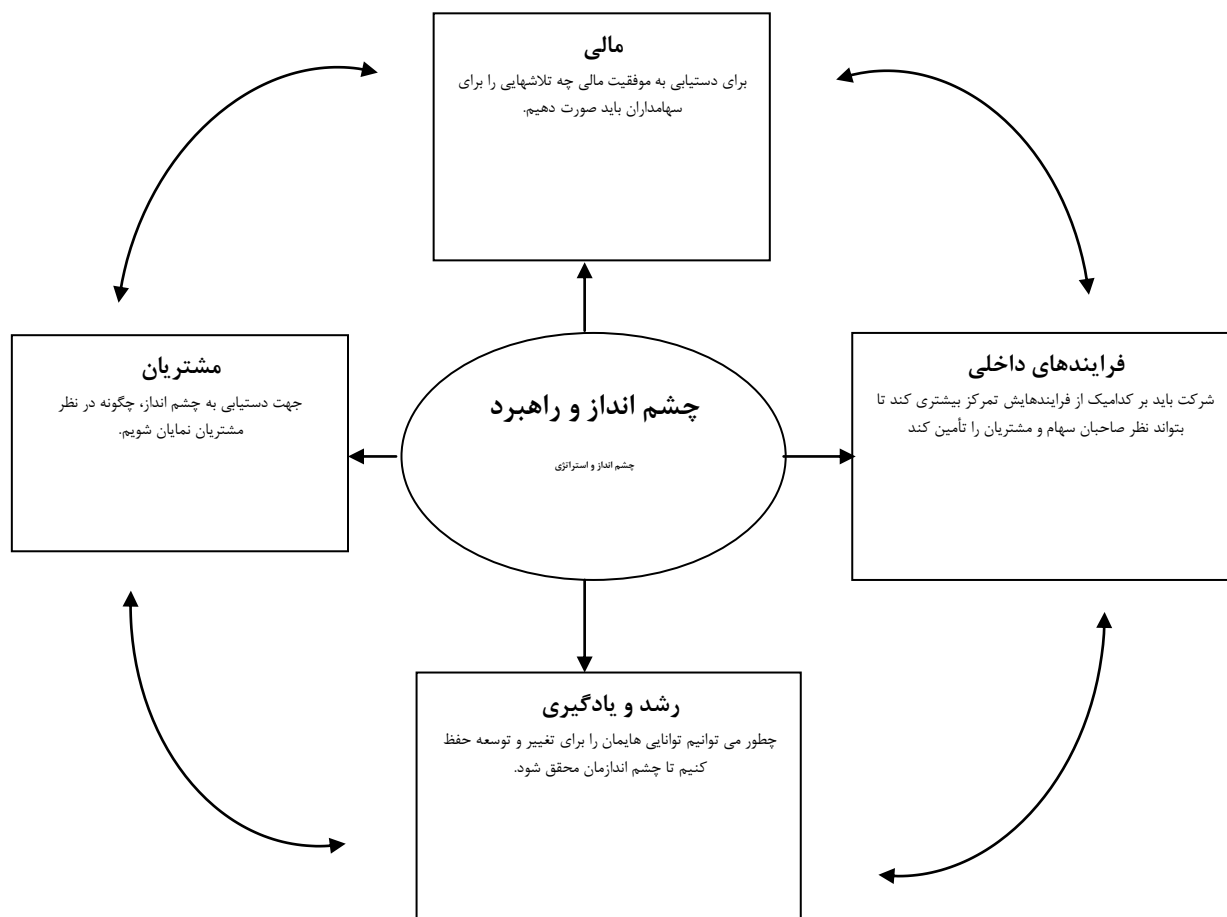 مالی
برای دستیابی به موفقیت مالی چه تلاشهایی را برای
سهامداران باید صورت دهیم.
فرایندهای داخلی
شرکت باید بر کدامیک از فرایندهایش تمرکز بیشتری کند تا
بتواند نظر صاحبان سهام و مشتریان را تأمین کند
چشم انداز و راهبرد
چشم انداز و استراتژی
مشتریان
جهت دستیابی به چشم انداز، چگونه در نظر
مشتریان نمایان شویم.
رشد و یادگیری
چطور می توانیم توانایی هایمان را برای تغییر و توسعه حفظ
کنیم تا چشم اندازمان محقق شود.